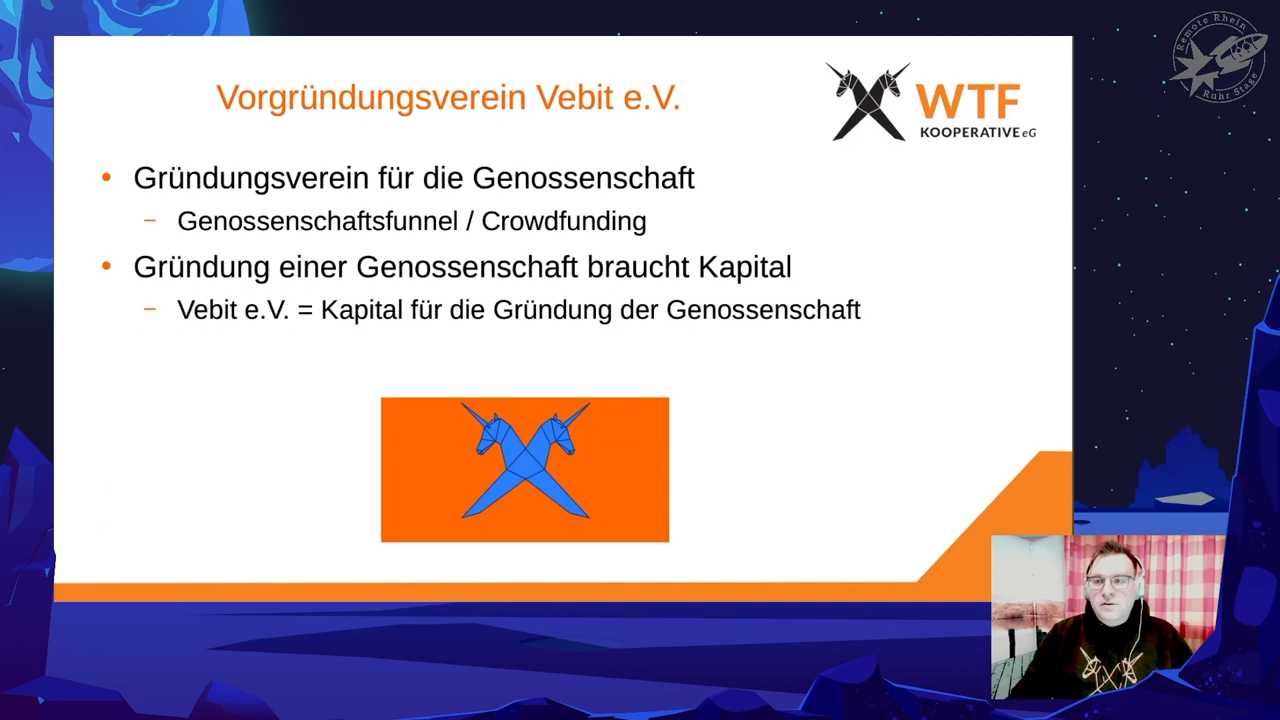 Remote Rhein
Ruhr Stage
Vorgründungsverein Vebit e.V.
WTF
KOOPERATIVE eG
• Gründungsverein für die Genossenschaft
– Genossenschaftsfunnel / Crowdfunding
• Gründung einer Genossenschaft braucht Kapital
– Vebit e.V. = Kapital für die Gründung der Genossenschaft